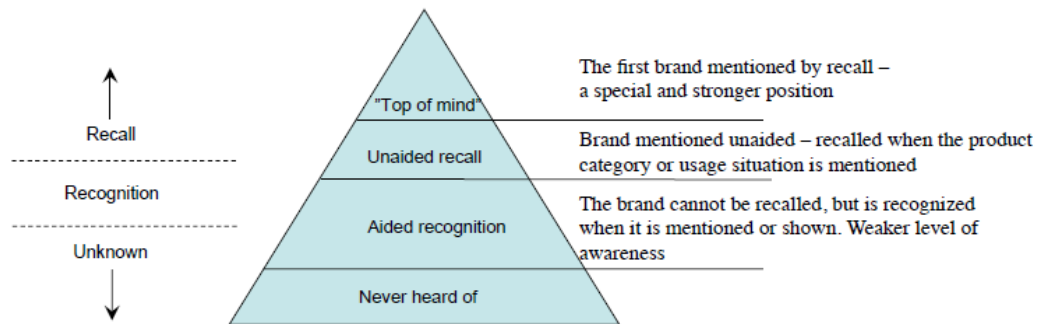 Recall
Recognition
Unknown
"Top of mind"
Unaided recall
Aided recognition
Never heard of
The first brand mentioned by recall –
a special and stronger position
Brand mentioned unaided – recalled when the product
category or usage situation is mentioned
The brand cannot be recalled, but is recognized
when it is mentioned or shown. Weaker level of
awareness